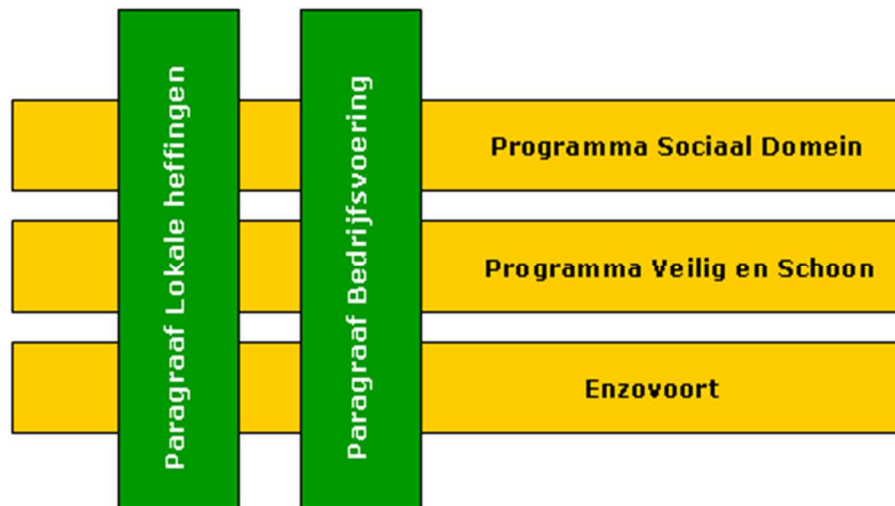 Paragraaf Lokale heffingen
Paragraaf Bedrijfsvoering
Programma Sociaal Domein
Programma Veilig en Schoon
Enzovoort